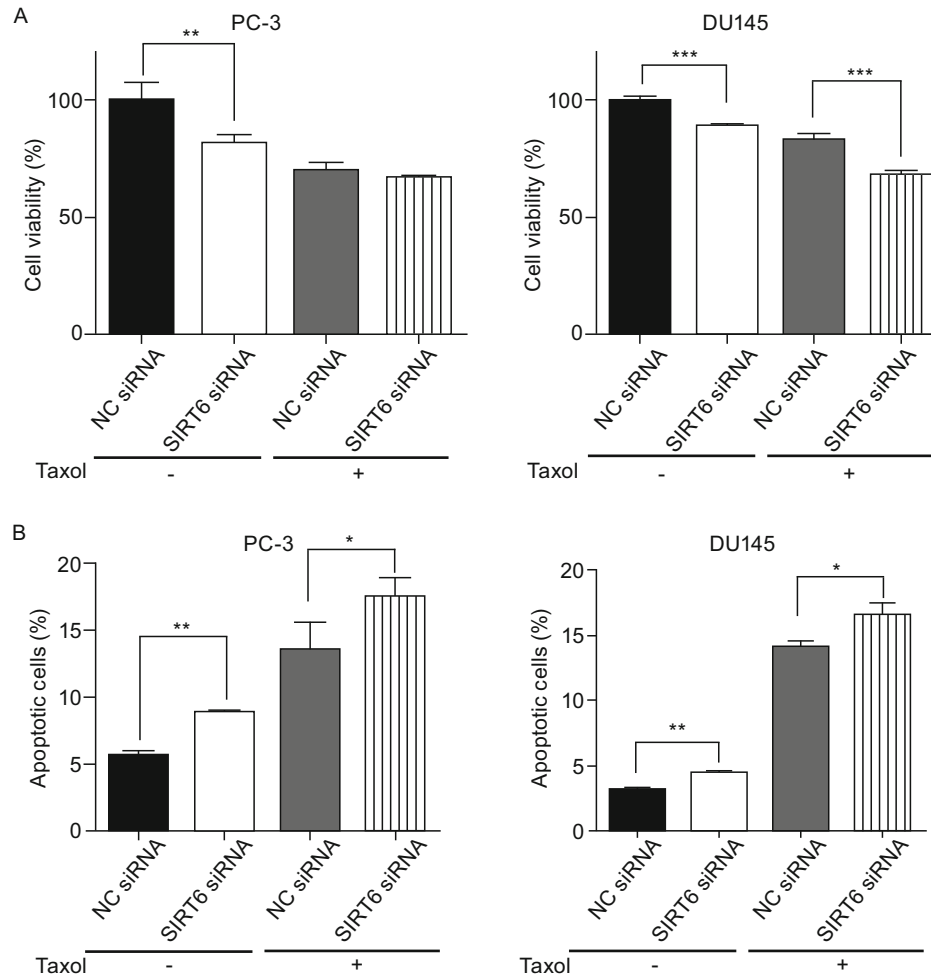 A
PC-3
DU145
**
***
***
100
50
0
Cell viability (%)
100
50
0
Cell viability (%)
NC siRNA
SIRT6 siRNA
NC siRNA
SIRT6 siRNA
NC siRNA
SIRT6 siRNA
NC siRNA
SIRT6 siRNA
Taxol - +
Taxol - +
B
PC-3
DU145
**
*
**
*
20
15
10
5
0
Apoptotic cells (%)
20
15
10
5
0
Apoptotic cells (%)
NC siRNA
SIRT6 siRNA
NC siRNA
SIRT6 siRNA
NC siRNA
SIRT6 siRNA
NC siRNA
SIRT6 siRNA
Taxol - +
Taxol - +